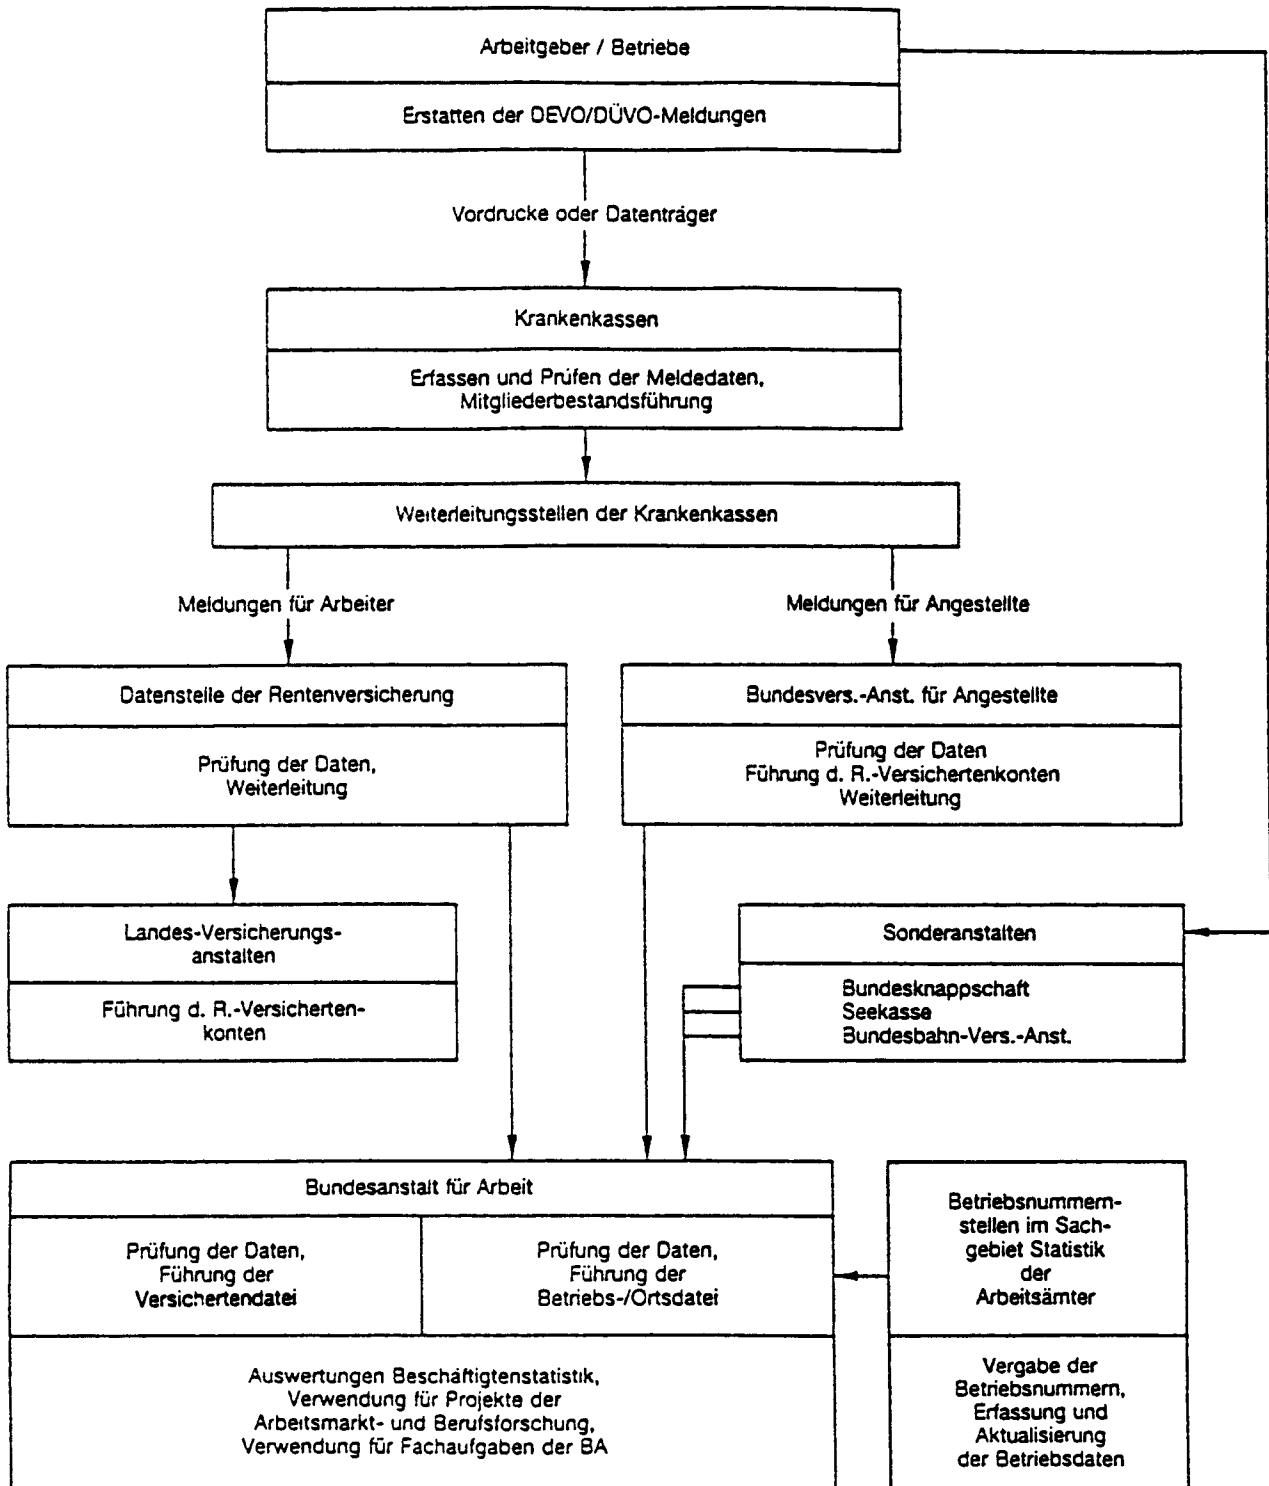 Arbeitgeber / Betriebe
Erstatten der DEVO/DÜVO-Meldungen
Vordrucke oder Datenträger
Krankenkassen
Erfassen und Prüfen der Meldedaten,
Mitgliederbestandsführung
Weiterleitungsstellen der Krankenkassen
Meldungen für Arbeiter
Meldungen für Angestellte
Datenstelle der Rentenversicherung
Prüfung der Daten,
Weiterleitung
Bundesvers.-Anst. für Angestellte
Prüfung der Daten
Führung d. R.-Versichertenkonten
Weiterleitung
Landes-Versicherungs-
anstalten
Führung d. R.-Versicherten-
konten
Sonderanstalten
Bundesknappschaft
Seekasse
Bundesbahn-Vers.-Anst.
Bundesanstalt für Arbeit
Prüfung der Daten,
Führung der
Versichertendatei
Prüfung der Daten,
Führung der
Betriebs-/Ortsdatei
Auswertungen Beschäftigtenstatistik,
Verwendung für Projekte der
Arbeitsmarkt- und Berufsforschung,
Verwendung für Fachaufgaben der BA
Betriebsnummern-
stellen im Sach-
gebiet Statistik
der
Arbeitsämter
Vergabe der
Betriebsnummern,
Erfassung und
Aktualisierung
der Betriebsdaten